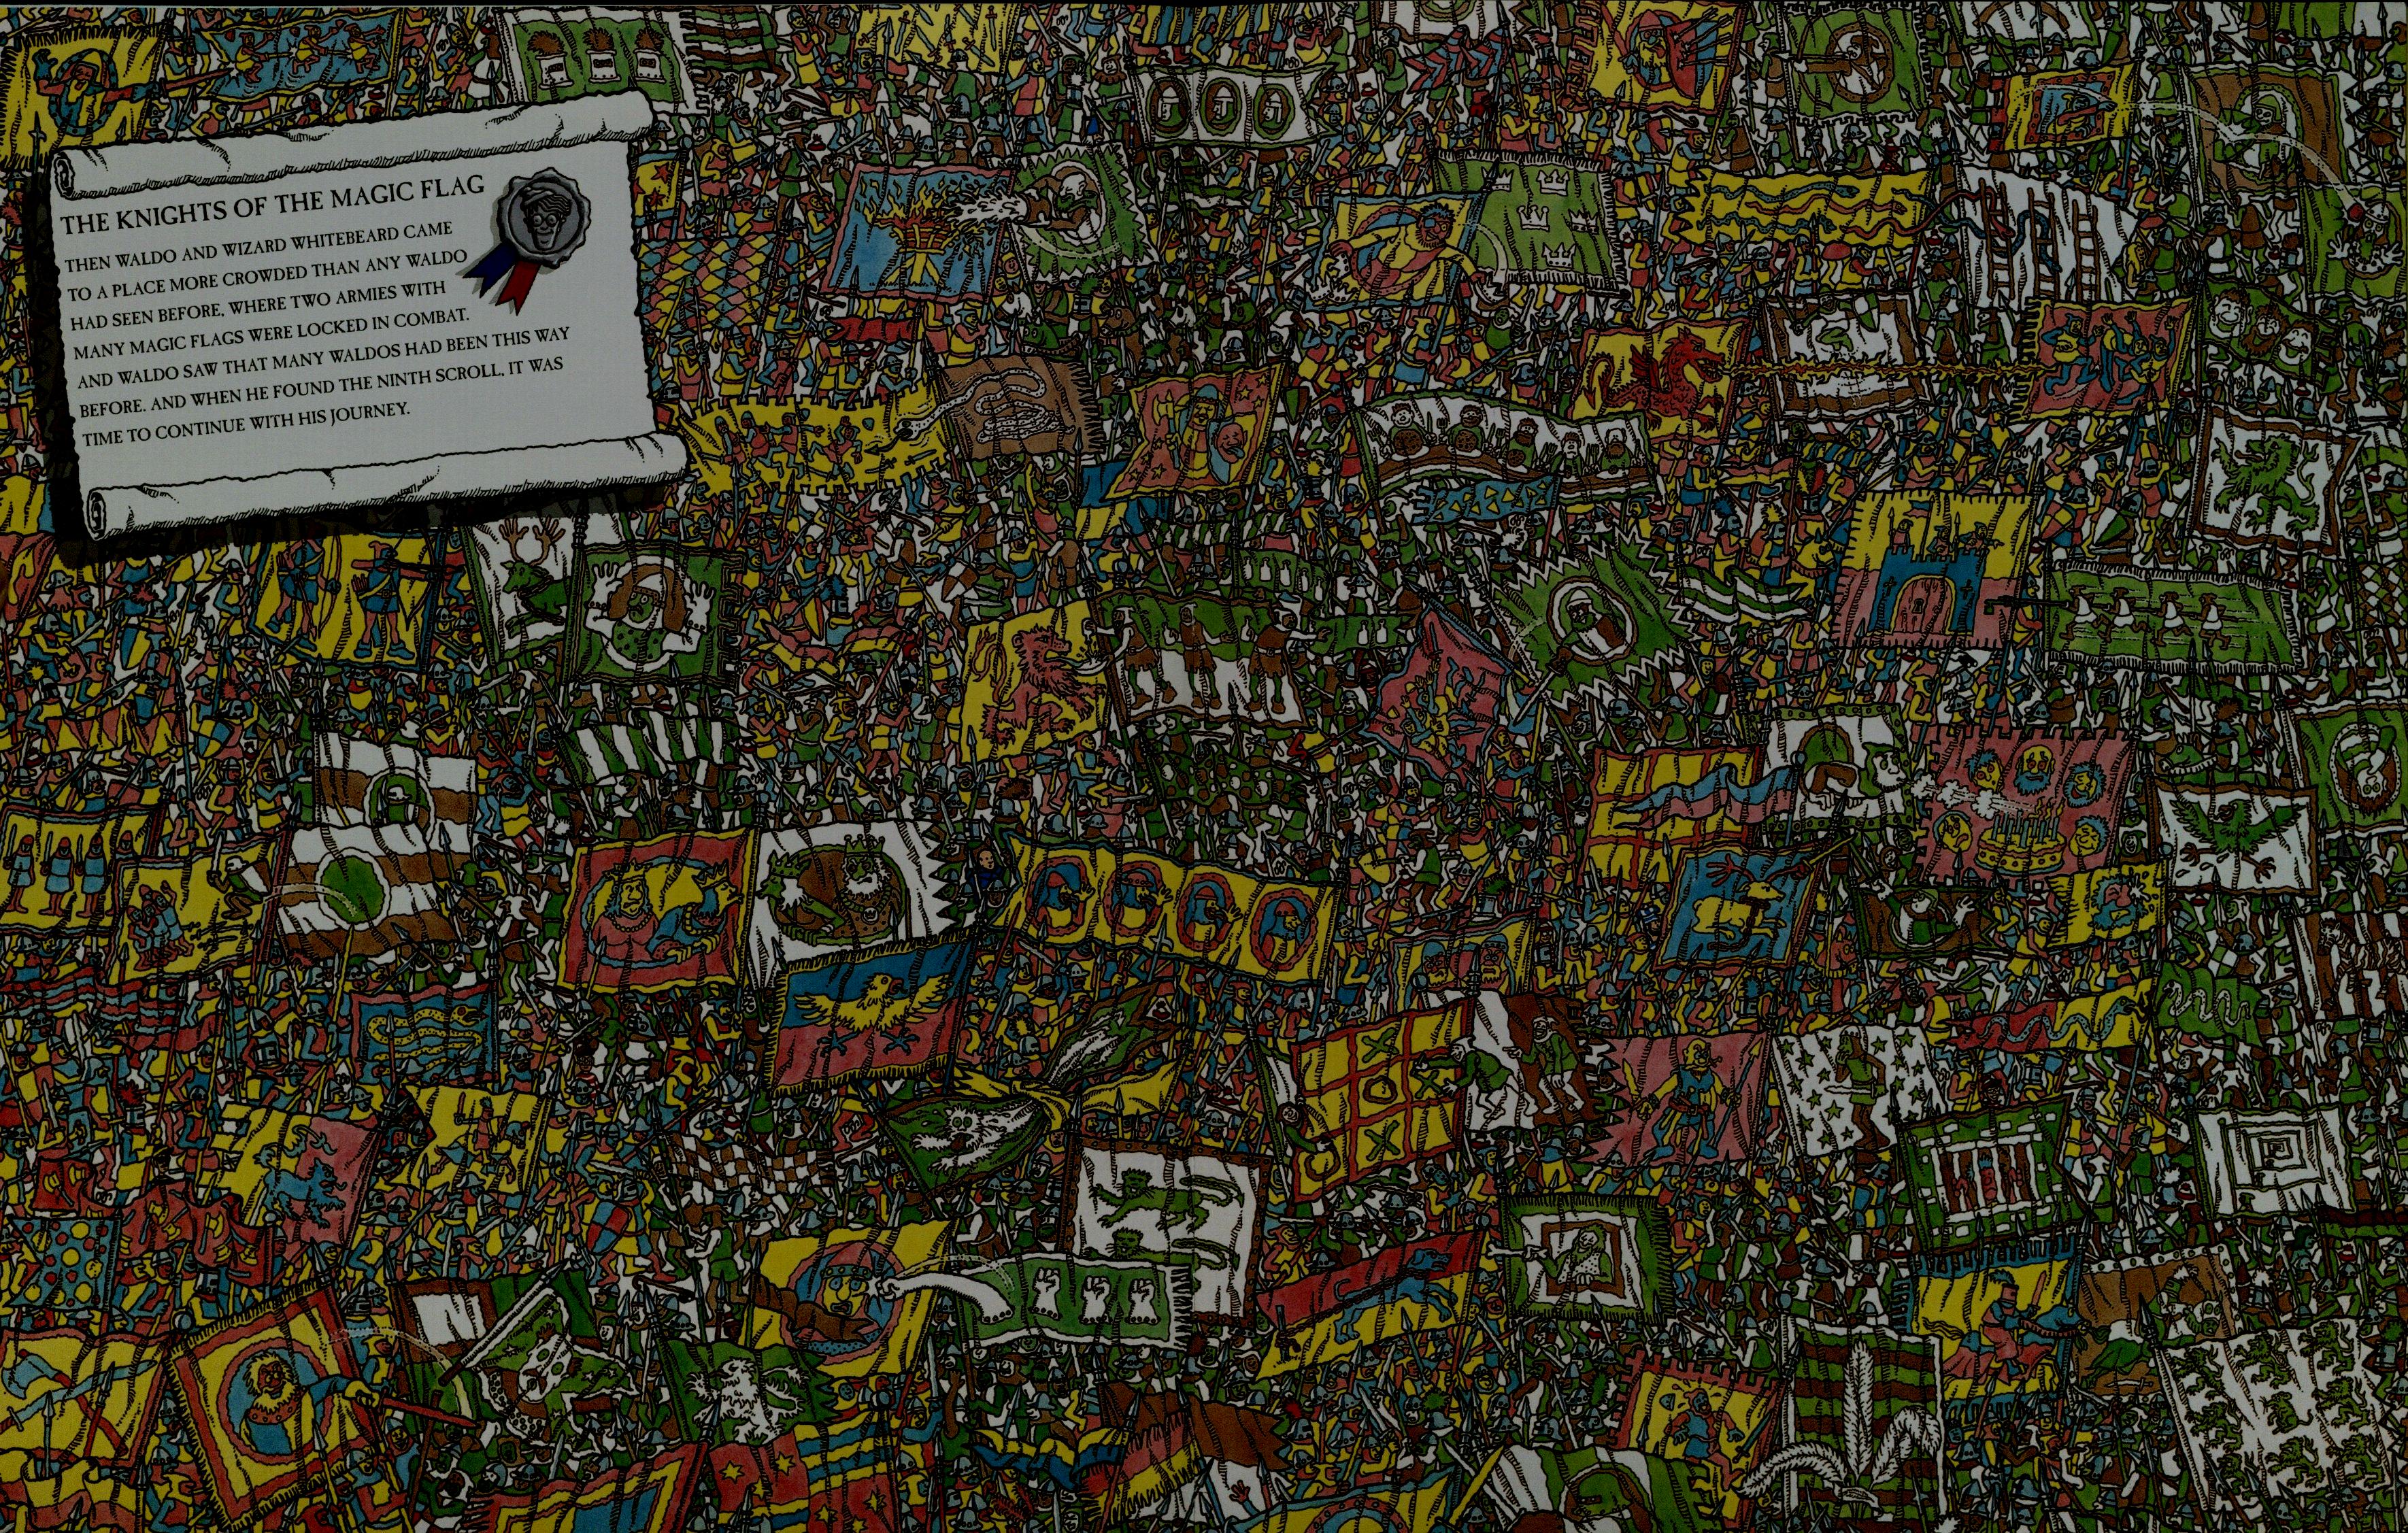 THE KNIGHTS OF THE MAGIC FLAG
THEN WALDO AND WIZARD WHITEBEARD CAME
TO A PLACE MORE CROWDED THAN ANY WALDO
HAD SEEN BEFORE, WHERE TWO ARMIES WITH
MANY MAGIC FLAGS WERE LOCKED IN COMBAT.
AND WALDO SAW THAT MANY WALDOS HAD BEEN THIS WAY
BEFORE. AND WHEN HE FOUND THE NINTH SCROLL, IT WAS
TIME TO CONTINUE WITH HIS JOURNEY.